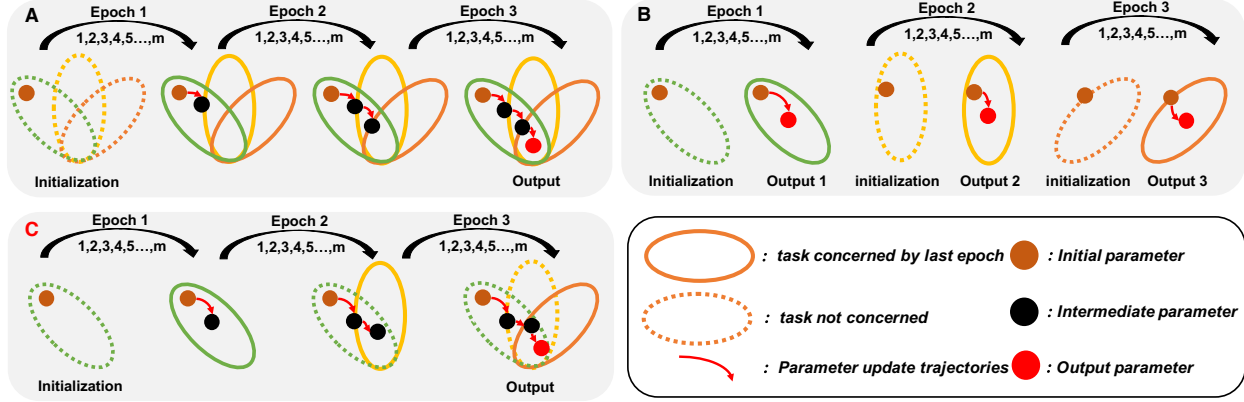 A
Epoch 1
Epoch 2
Epoch 3
1,2,3,4,5...,m
1,2,3,4,5...,m
1,2,3,4,5...,m
Initialization
Output
B
Epoch 1
Epoch 2
Epoch 3
1,2,3,4,5...,m
1,2,3,4,5...,m
1,2,3,4,5...,m
Initialization
Output 1
initialization
Output 2
initialization
Output 3
C
Epoch 1
Epoch 2
Epoch 3
1,2,3,4,5...,m
1,2,3,4,5...,m
1,2,3,4,5...,m
Initialization
Output
: task concerned by last epoch
: Initial parameter
: task not concerned
: Intermediate parameter
: Parameter update trajectories
: Output parameter